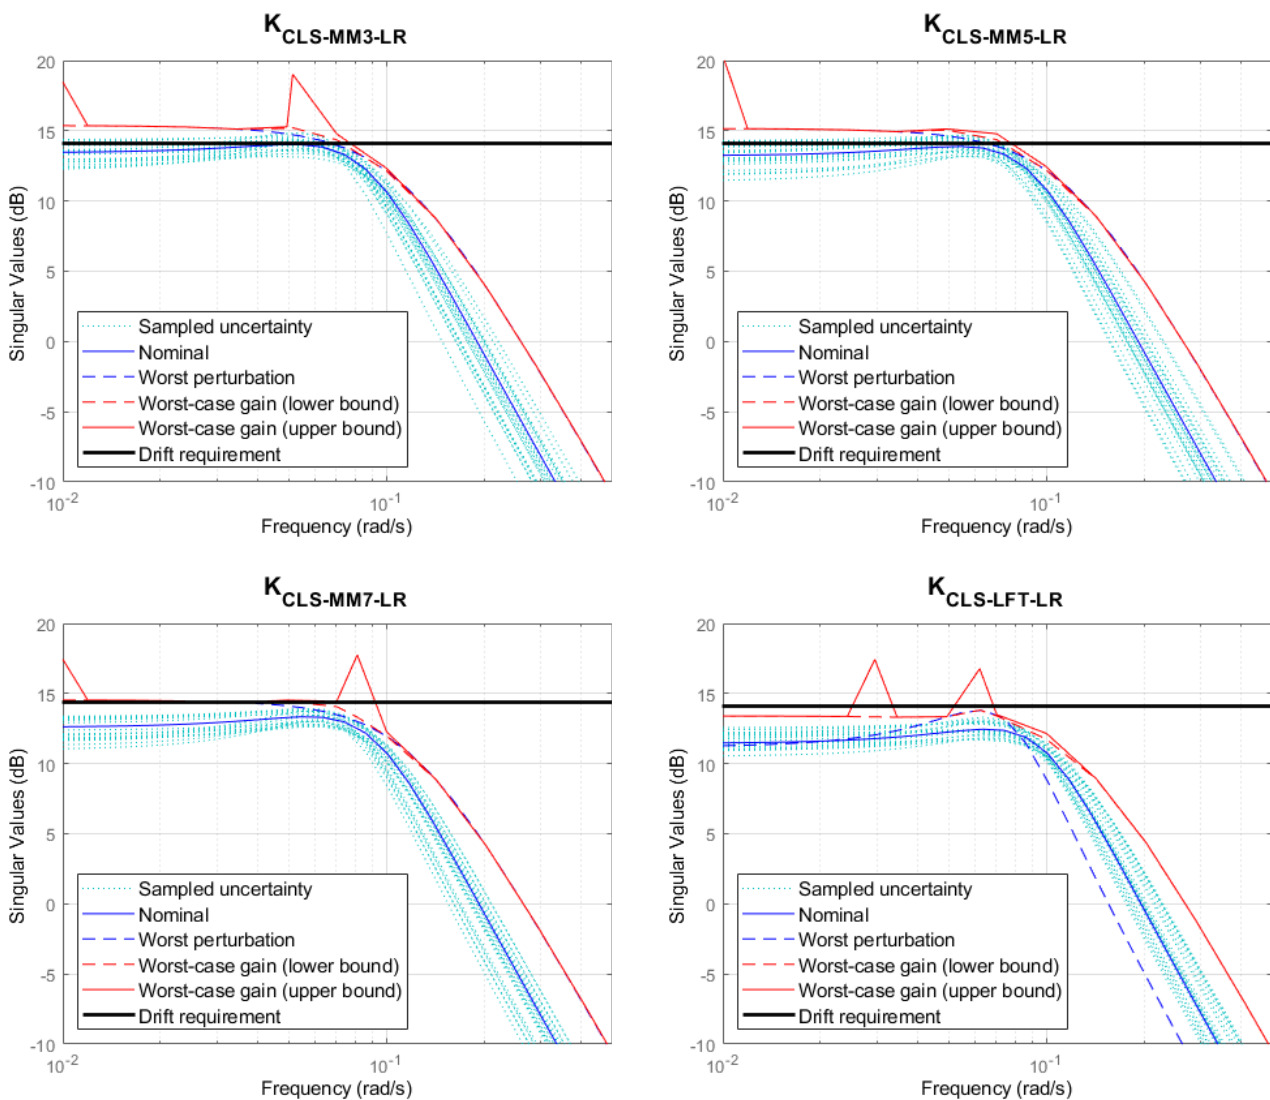 K_CLS-MM3-LR
20
15
10
5
0
-5
-10
Singular Values (dB)
Sampled uncertainty
Nominal
Worst perturbation
Worst-case gain (lower bound)
Worst-case gain (upper bound)
Drift requirement
10^-2
10^-1
Frequency (rad/s)
K_CLS-MM5-LR
20
15
10
5
0
-5
-10
Singular Values (dB)
Sampled uncertainty
Nominal
Worst perturbation
Worst-case gain (lower bound)
Worst-case gain (upper bound)
Drift requirement
10^-2
10^-1
Frequency (rad/s)
K_CLS-MM7-LR
20
15
10
5
0
-5
-10
Singular Values (dB)
Sampled uncertainty
Nominal
Worst perturbation
Worst-case gain (lower bound)
Worst-case gain (upper bound)
Drift requirement
10^-2
10^-1
Frequency (rad/s)
K_CLS-LFT-LR
20
15
10
5
0
-5
-10
Singular Values (dB)
Sampled uncertainty
Nominal
Worst perturbation
Worst-case gain (lower bound)
Worst-case gain (upper bound)
Drift requirement
10^-2
10^-1
Frequency (rad/s)